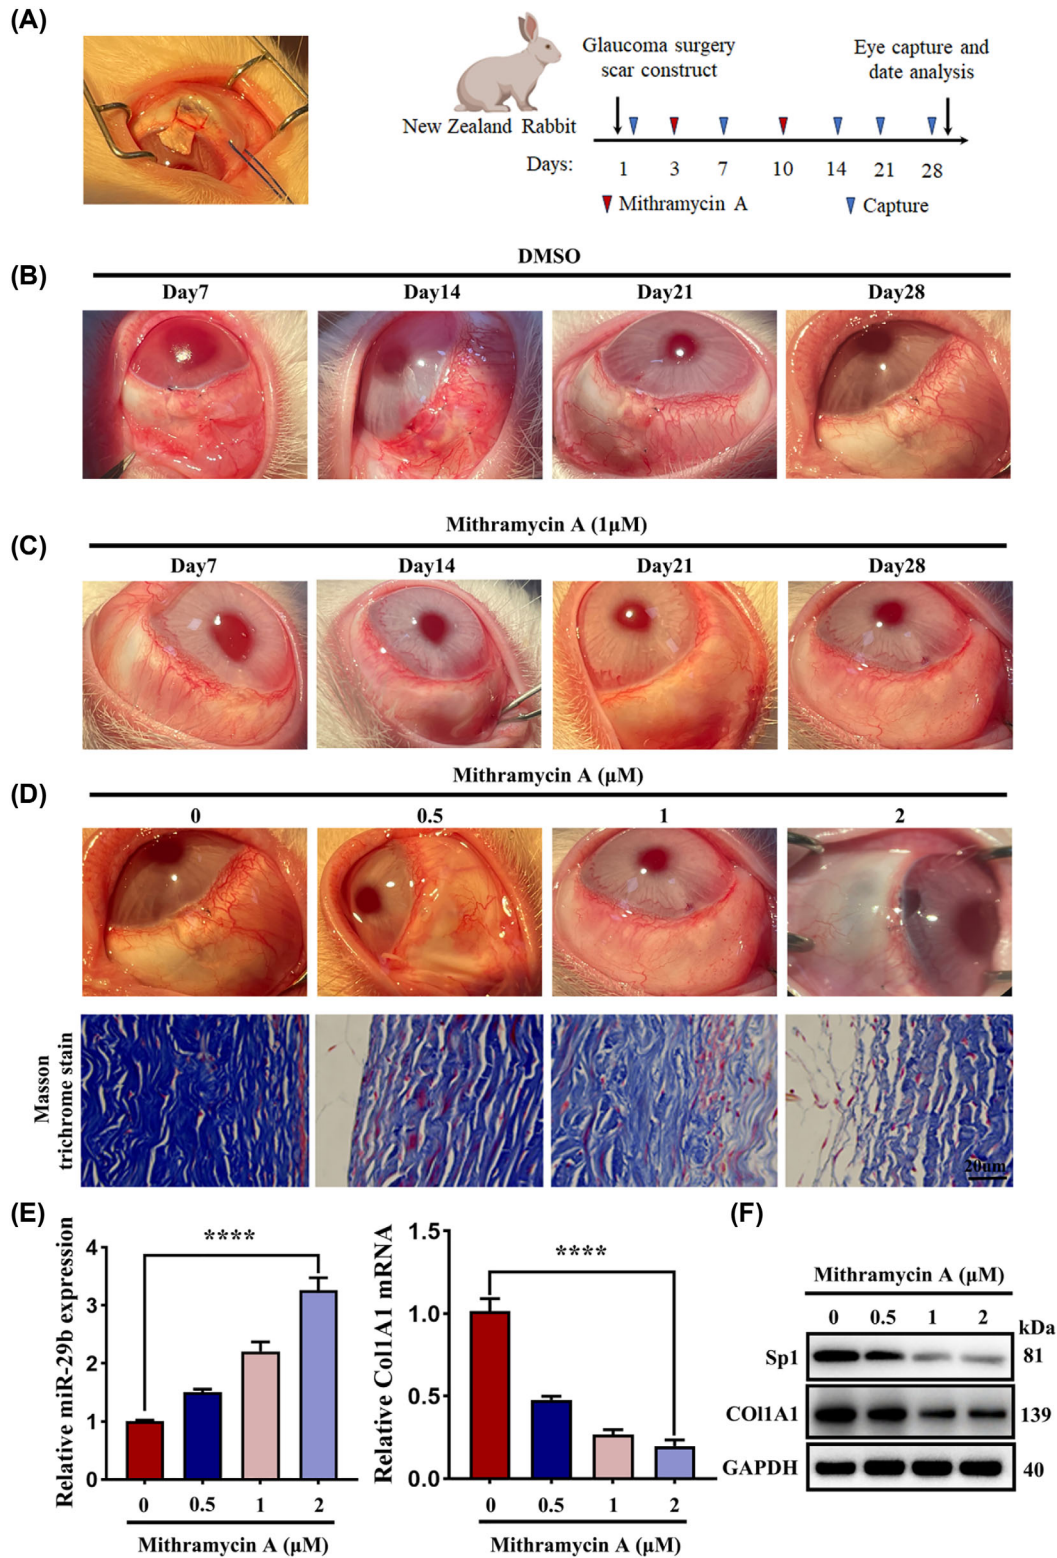 (A)
Glaucoma surgery
scar construct
Eye capture and
date analysis
New Zealand Rabbit
Days:
1 3 7 10 14 21 28
Mithramycin A
Capture
(B)
DMSO
Day7 Day14 Day21 Day28
(C)
Mithramycin A (1μM)
Day7 Day14 Day21 Day28
(D)
Mithramycin A (μM)
0 0.5 1 2
Masson
trichrome stain
20um
(E)
Relative miR-29b expression
4
3
2
1
0
****
0 0.5 1 2
Mithramycin A (μM)
Relative Col1A1 mRNA
1.5
1.0
0.5
0.0
****
0 0.5 1 2
Mithramycin A (μM)
(F)
Mithramycin A (μM)
0 0.5 1 2
kDa
Sp1 81
COl1A1 139
GAPDH 40